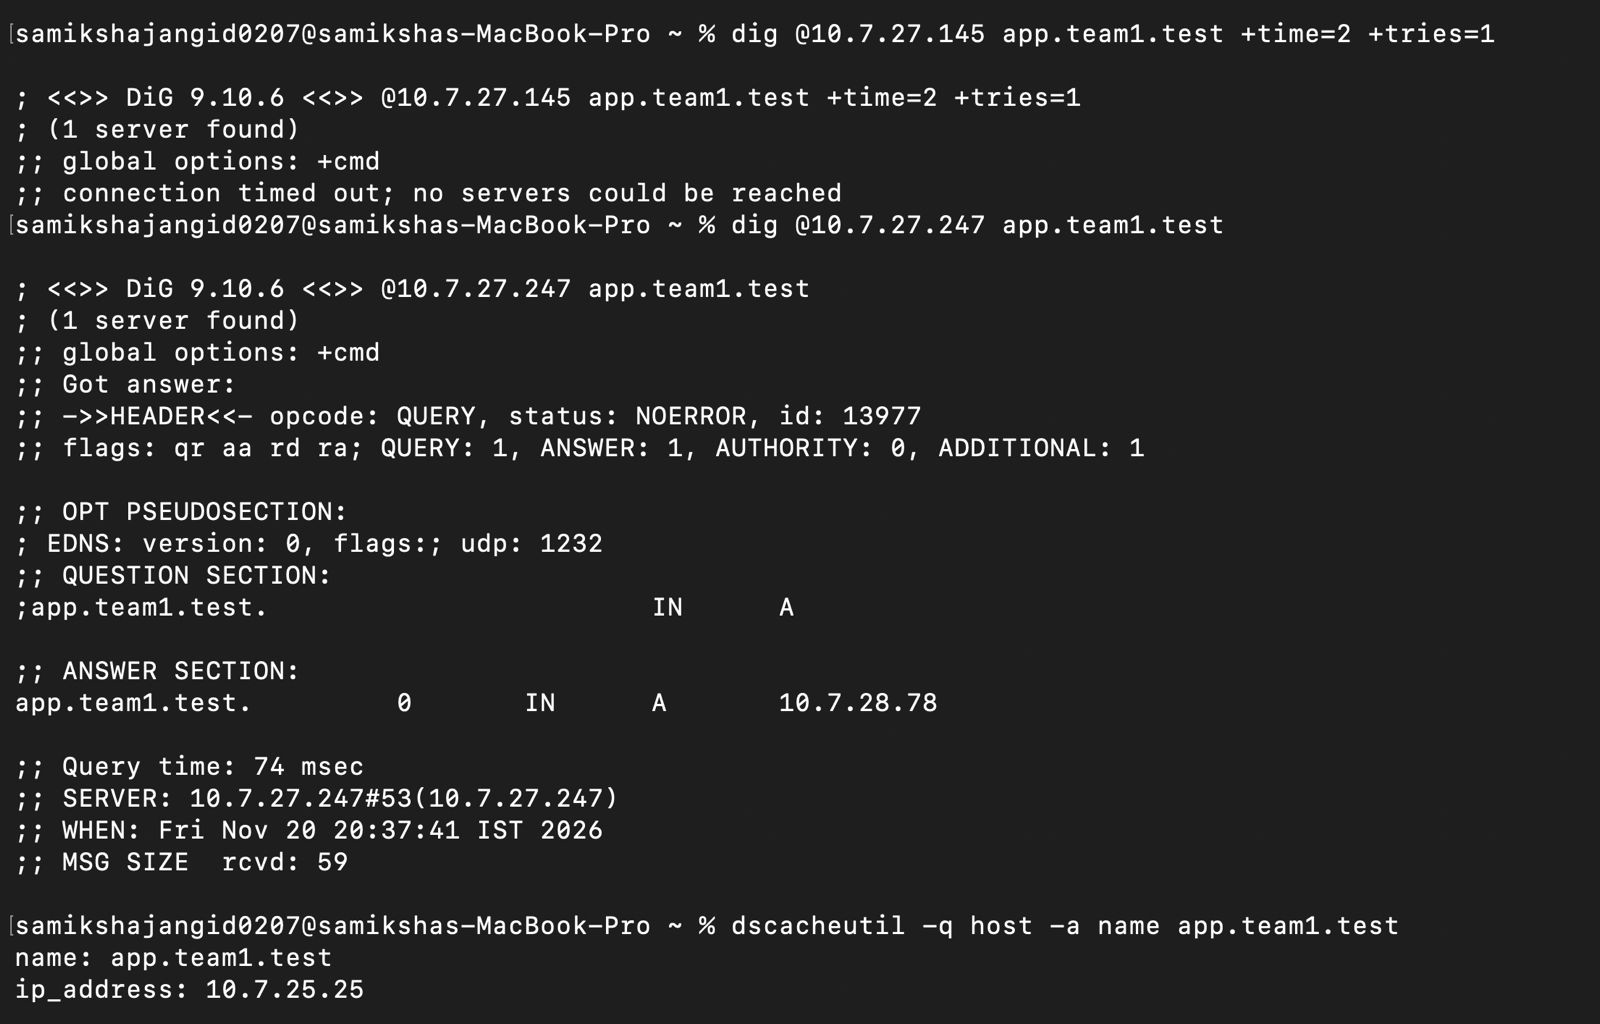 [samikshajangid0207@samikshas-MacBook-Pro ~ % dig @10.7.27.145 app.team1.test +time=2 +tries=1
; <<>> DiG 9.10.6 <<>> @10.7.27.145 app.team1.test +time=2 +tries=1
; (1 server found)
;; global options: +cmd
;; connection timed out; no servers could be reached
[samikshajangid0207@samikshas-MacBook-Pro ~ % dig @10.7.27.247 app.team1.test
; <<>> DiG 9.10.6 <<>> @10.7.27.247 app.team1.test
; (1 server found)
;; global options: +cmd
;; Got answer:
;; ->>HEADER<<- opcode: QUERY, status: NOERROR, id: 13977
;; flags: qr aa rd ra; QUERY: 1, ANSWER: 1, AUTHORITY: 0, ADDITIONAL: 1
;; OPT PSEUDOSECTION:
; EDNS: version: 0, flags:; udp: 1232
;; QUESTION SECTION:
;app.team1.test. IN A
;; ANSWER SECTION:
app.team1.test. 0 IN A 10.7.28.78
;; Query time: 74 msec
;; SERVER: 10.7.27.247#53(10.7.27.247)
;; WHEN: Fri Nov 20 20:37:41 IST 2026
;; MSG SIZE  rcvd: 59
[samikshajangid0207@samikshas-MacBook-Pro ~ % dscacheutil -q host -a name app.team1.test
name: app.team1.test
ip_address: 10.7.25.25